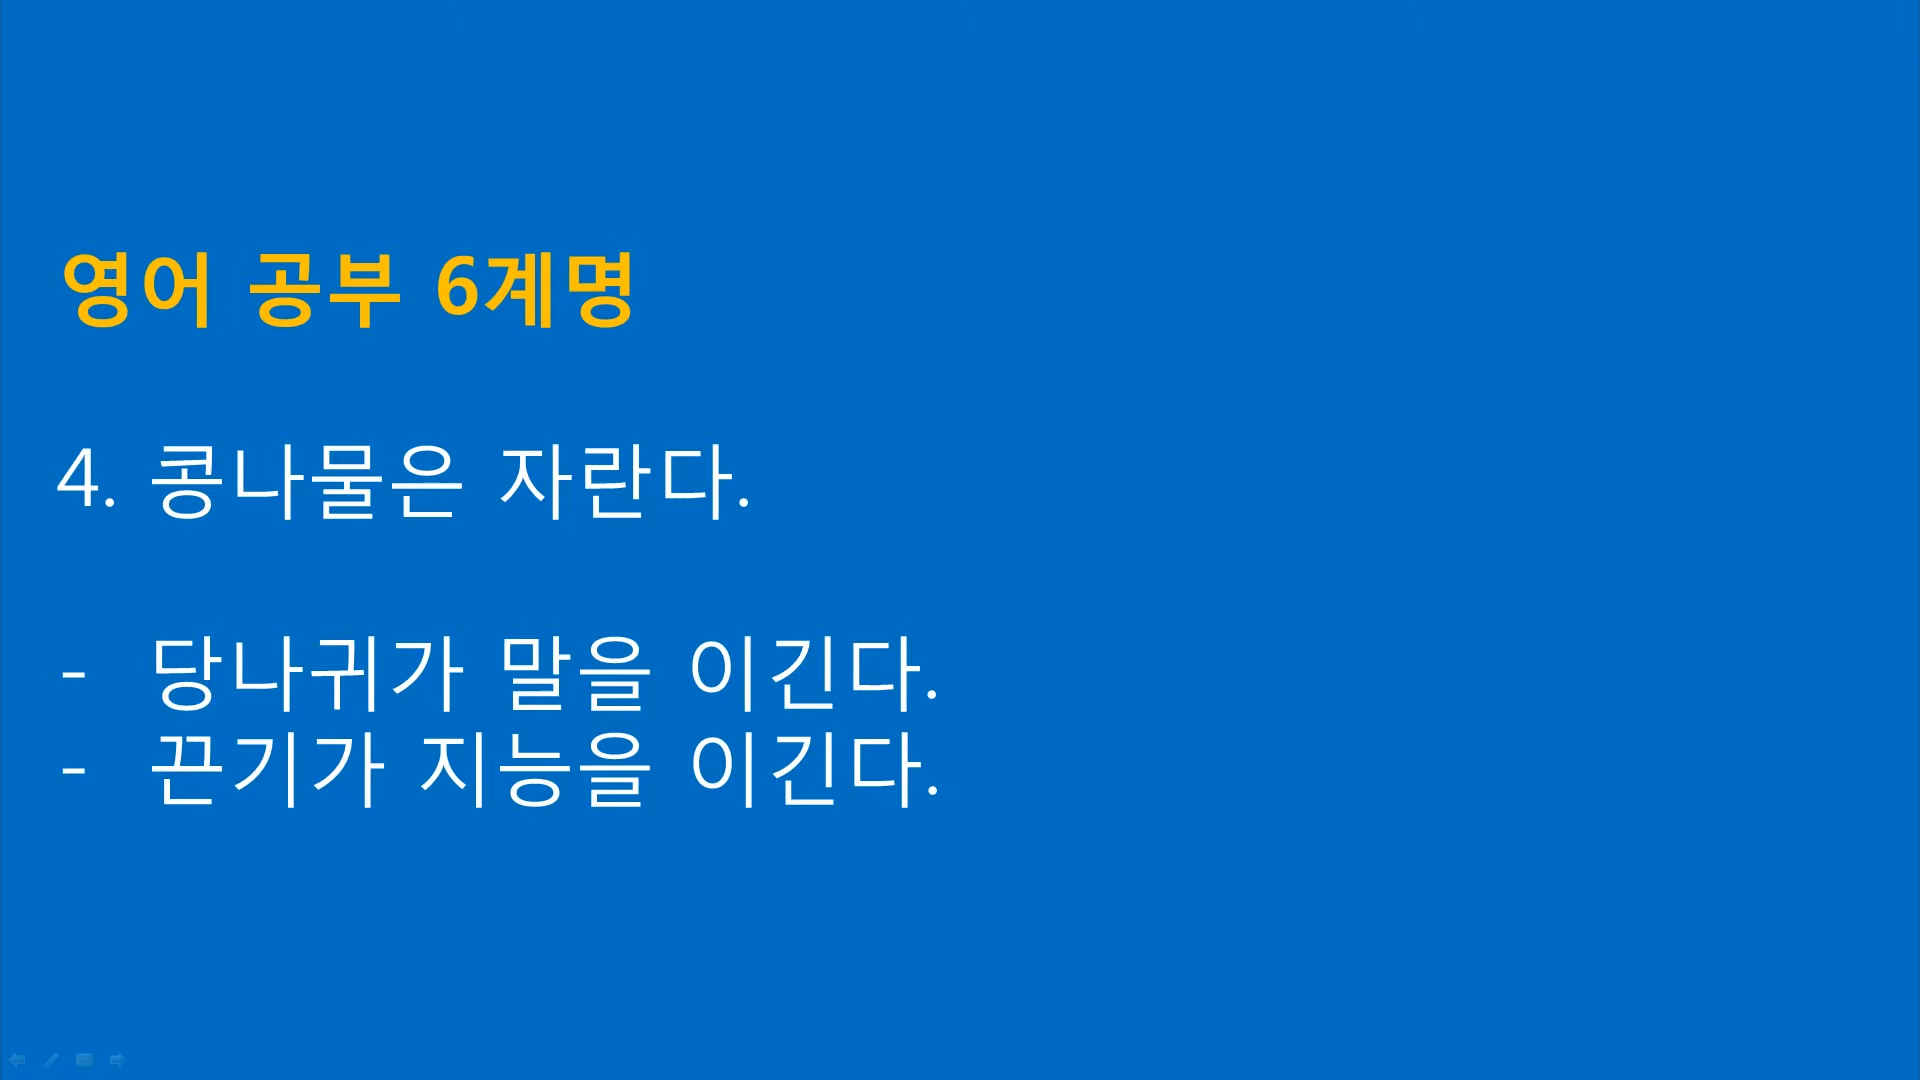 영어 공부 6계명
4. 콩나물은 자란다.
- 당나귀가 말을 이긴다.
- 끈기가 지능을 이긴다.